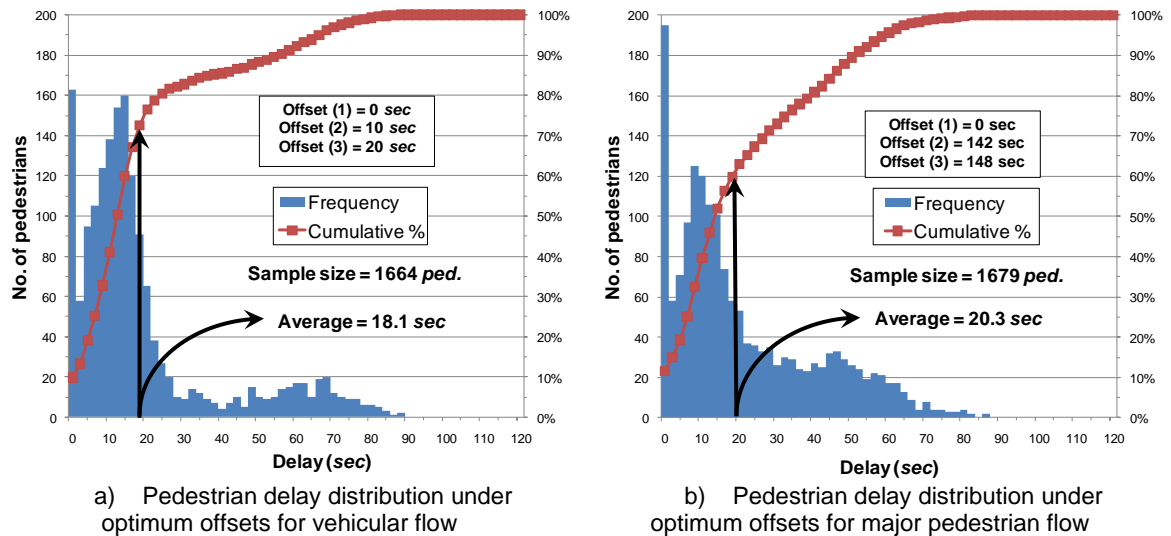 200
180
160
140
120
100
80
60
40
20
0
No. of pedestrians
100%
90%
80%
70%
60%
50%
40%
30%
20%
10%
0%
Offset (1) = 0 sec
Offset (2) = 10 sec
Offset (3) = 20 sec
Frequency
Cumulative %
Sample size = 1664 ped.
Average = 18.1 sec
0 10 20 30 40 50 60 70 80 90 100 110 120
Delay (sec)
a) Pedestrian delay distribution under
optimum offsets for vehicular flow
200
180
160
140
120
100
80
60
40
20
0
No. of pedestrians
100%
90%
80%
70%
60%
50%
40%
30%
20%
10%
0%
Offset (1) = 0 sec
Offset (2) = 142 sec
Offset (3) = 148 sec
Frequency
Cumulative %
Sample size = 1679 ped.
Average = 20.3 sec
0 10 20 30 40 50 60 70 80 90 100 110 120
Delay (sec)
b) Pedestrian delay distribution under
optimum offsets for major pedestrian flow